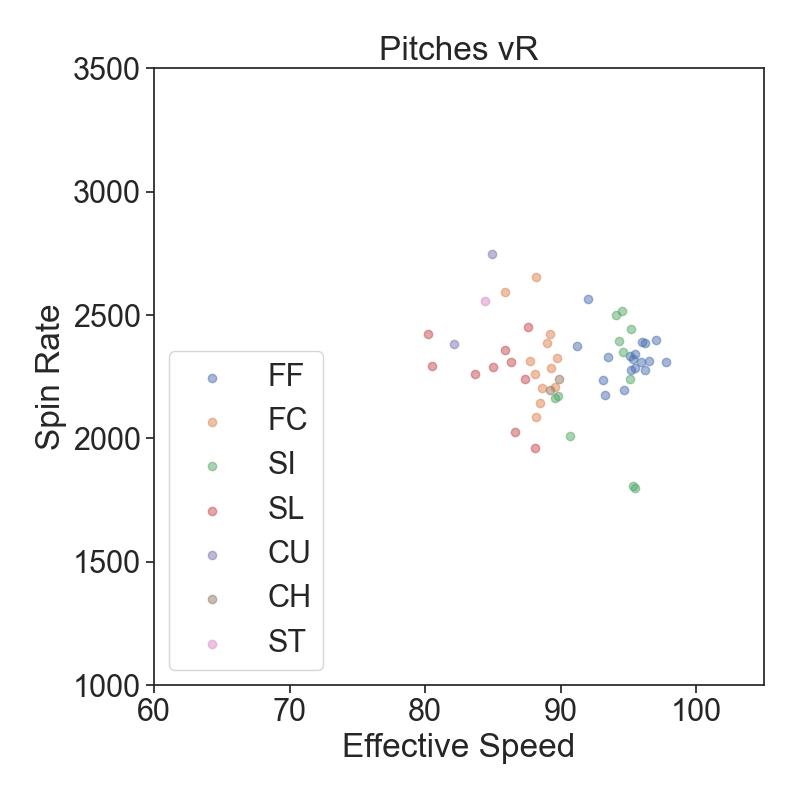 Pitches vR
3500
3000
2500
2000
1500
1000
Spin Rate
FF
FC
SI
SL
CU
CH
ST
60 70 80 90 100
Effective Speed